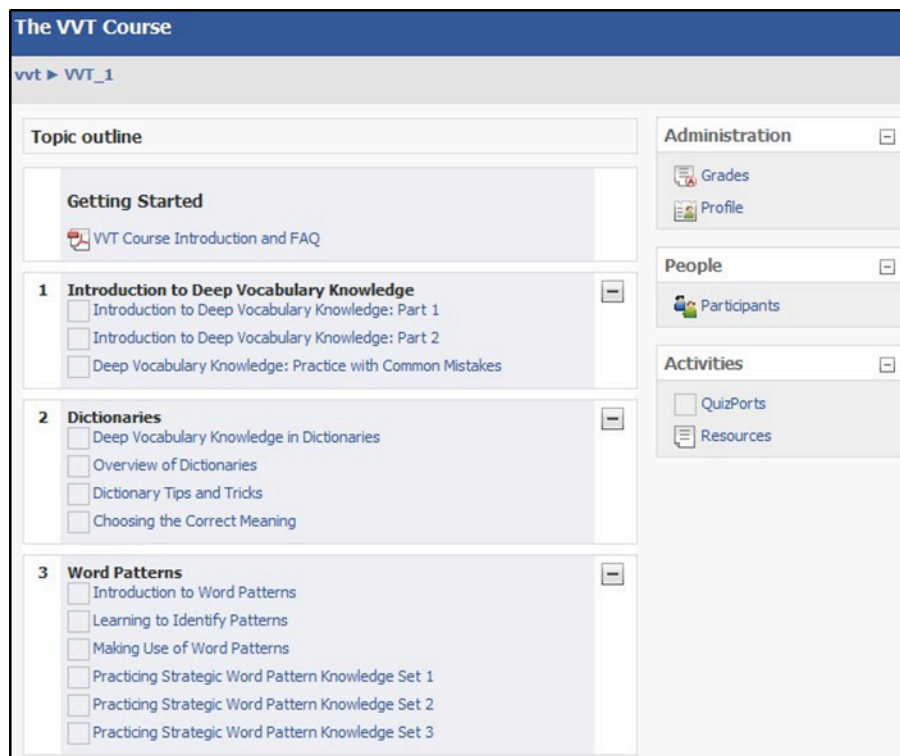 The VVT Course
vvt ► VVT_1
Topic outline
Getting Started
VVT Course Introduction and FAQ
1 Introduction to Deep Vocabulary Knowledge
Introduction to Deep Vocabulary Knowledge: Part 1
Introduction to Deep Vocabulary Knowledge: Part 2
Deep Vocabulary Knowledge: Practice with Common Mistakes
2 Dictionaries
Deep Vocabulary Knowledge in Dictionaries
Overview of Dictionaries
Dictionary Tips and Tricks
Choosing the Correct Meaning
3 Word Patterns
Introduction to Word Patterns
Learning to Identify Patterns
Making Use of Word Patterns
Practicing Strategic Word Pattern Knowledge Set 1
Practicing Strategic Word Pattern Knowledge Set 2
Practicing Strategic Word Pattern Knowledge Set 3
Administration
Grades
Profile
People
Participants
Activities
QuizPorts
Resources